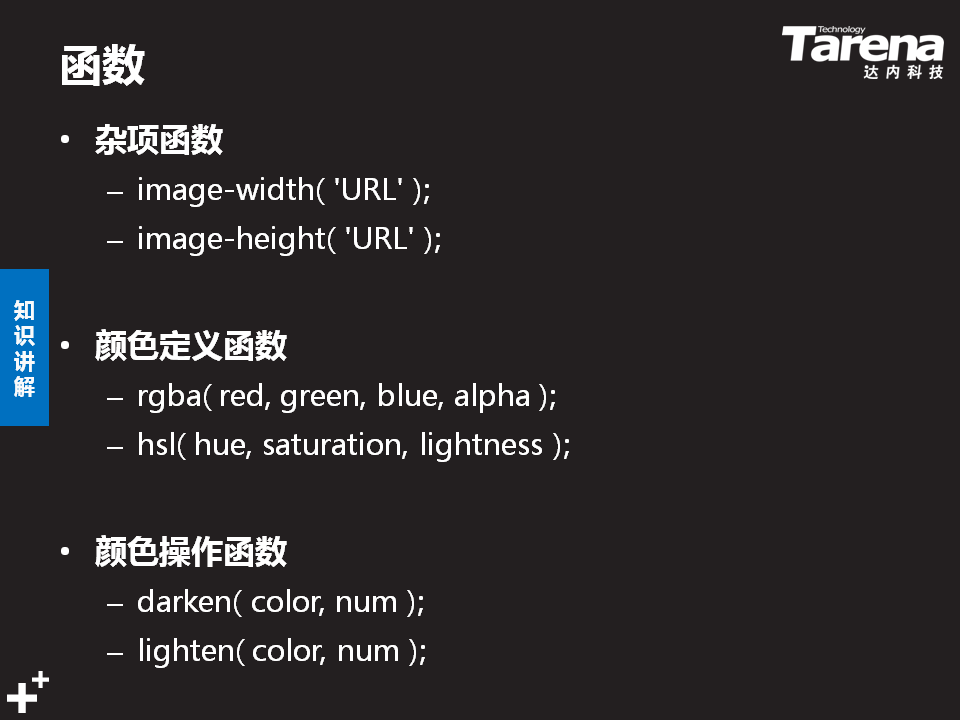 函数
Technology
Tarena
达内科技
• 杂项函数
– image-width( 'URL' );
– image-height( 'URL' );
知识讲解
• 颜色定义函数
– rgba( red, green, blue, alpha );
– hsl( hue, saturation, lightness );
• 颜色操作函数
– darken( color, num );
– lighten( color, num );